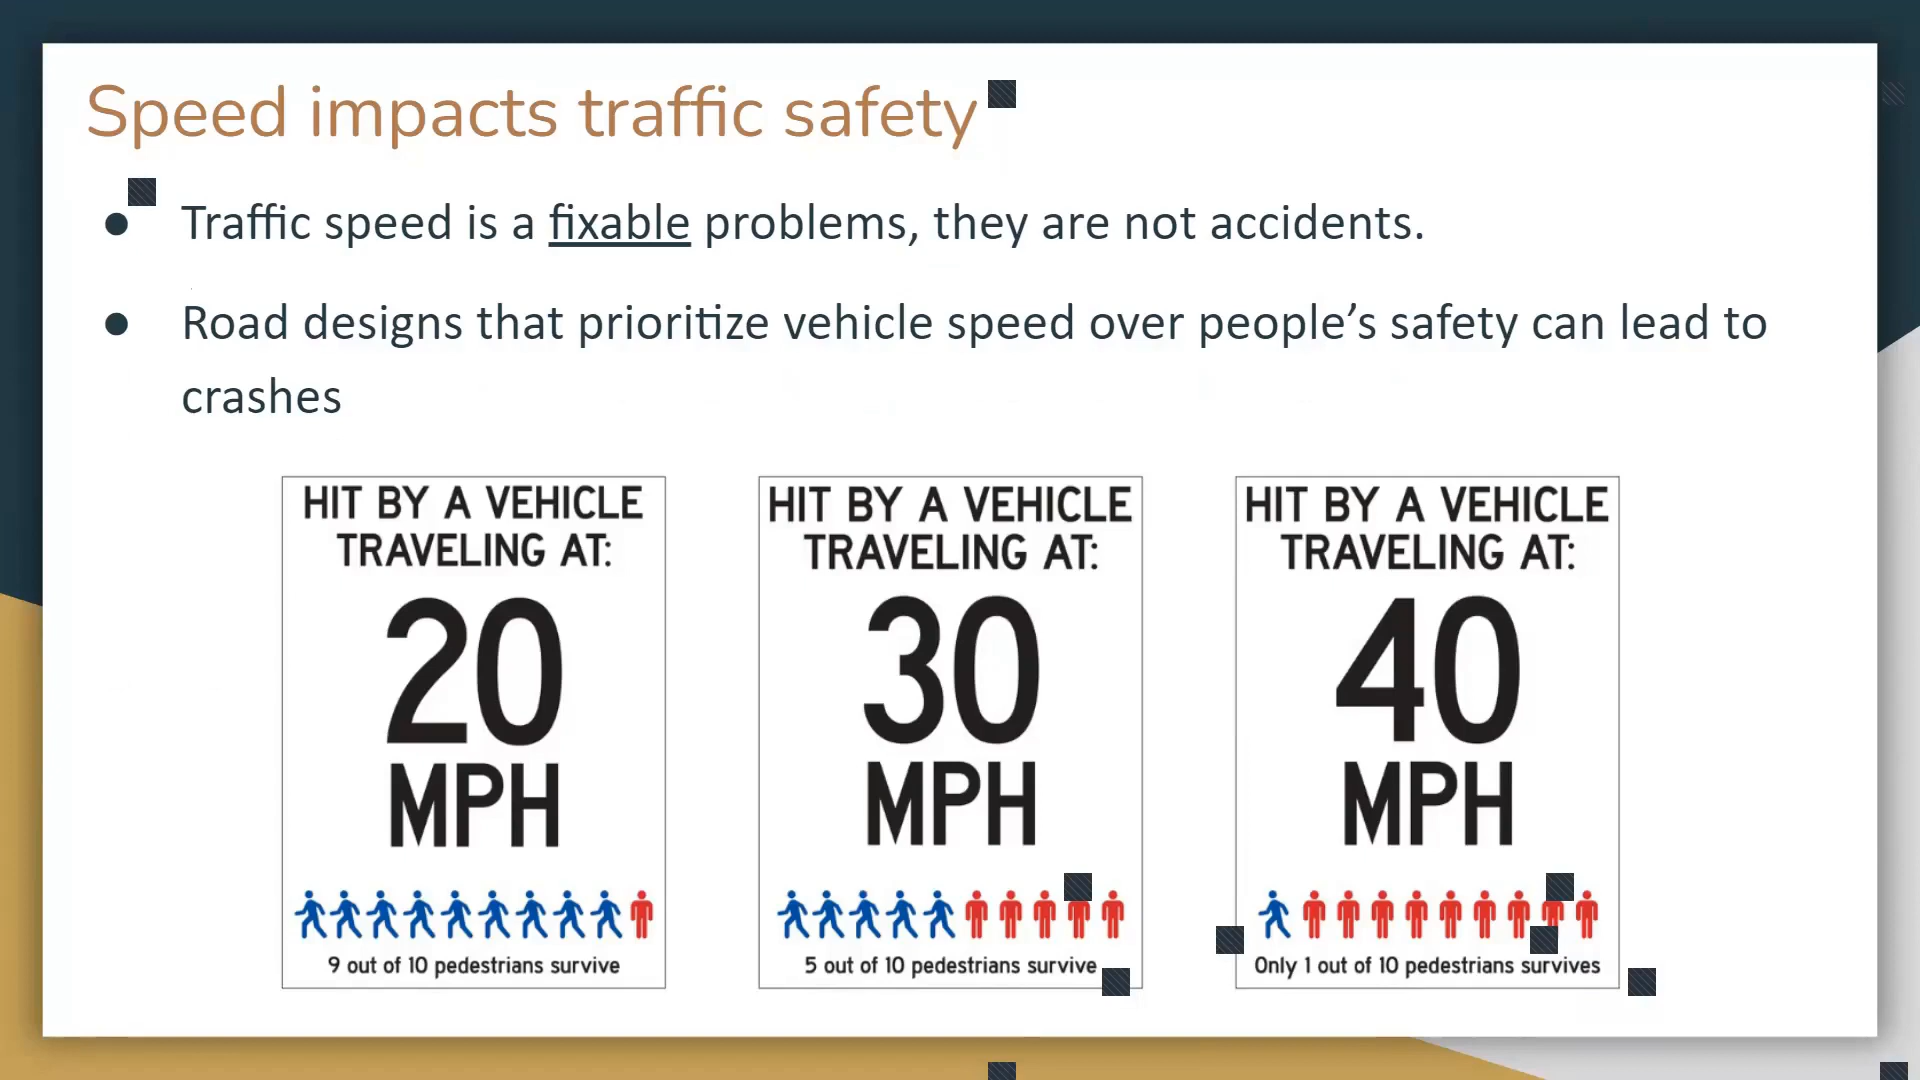 Speed impacts traffic safety
● Traffic speed is a fixable problems, they are not accidents.
● Road designs that prioritize vehicle speed over people’s safety can lead to
crashes
HIT BY A VEHICLE
TRAVELING AT:
20
MPH
9 out of 10 pedestrians survive
HIT BY A VEHICLE
TRAVELING AT:
30
MPH
5 out of 10 pedestrians survive
HIT BY A VEHICLE
TRAVELING AT:
40
MPH
Only 1 out of 10 pedestrians survives